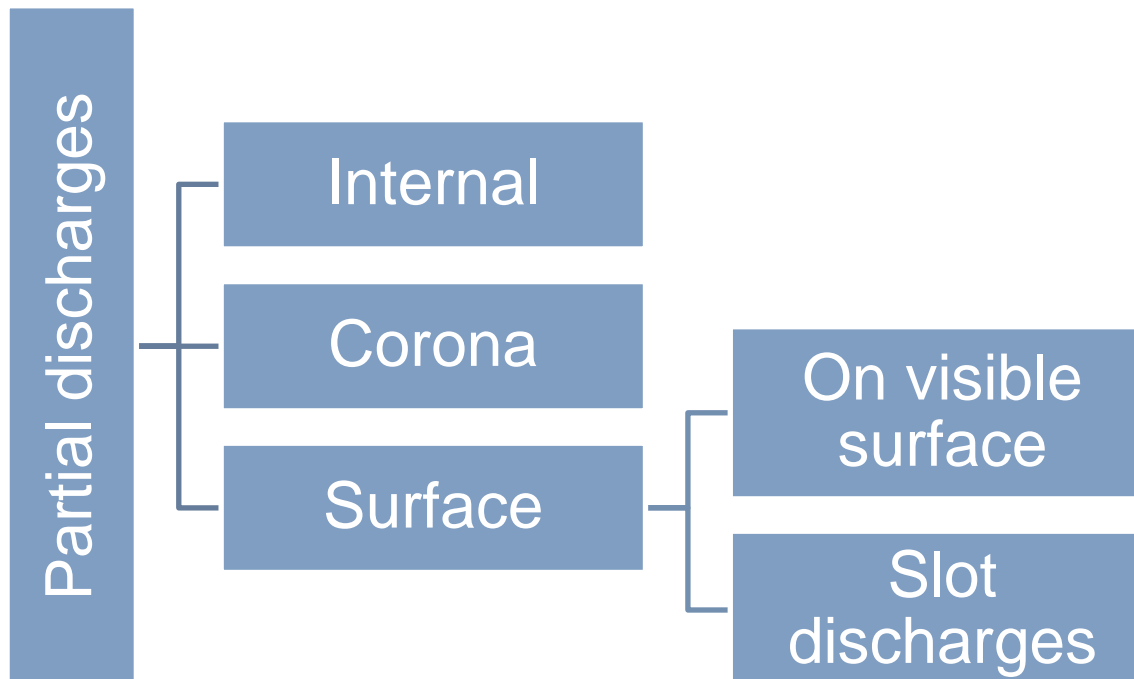 Partial discharges
Internal
Corona
Surface
On visible
surface
Slot
discharges